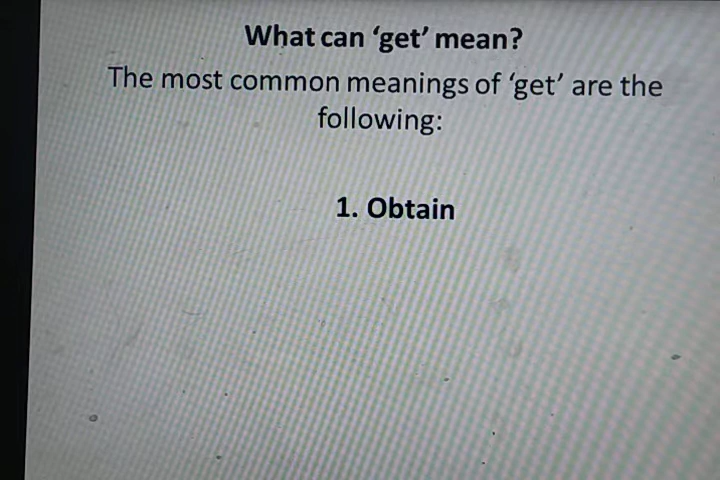 What can ‘get’ mean?
The most common meanings of ‘get’ are the
following:
1. Obtain